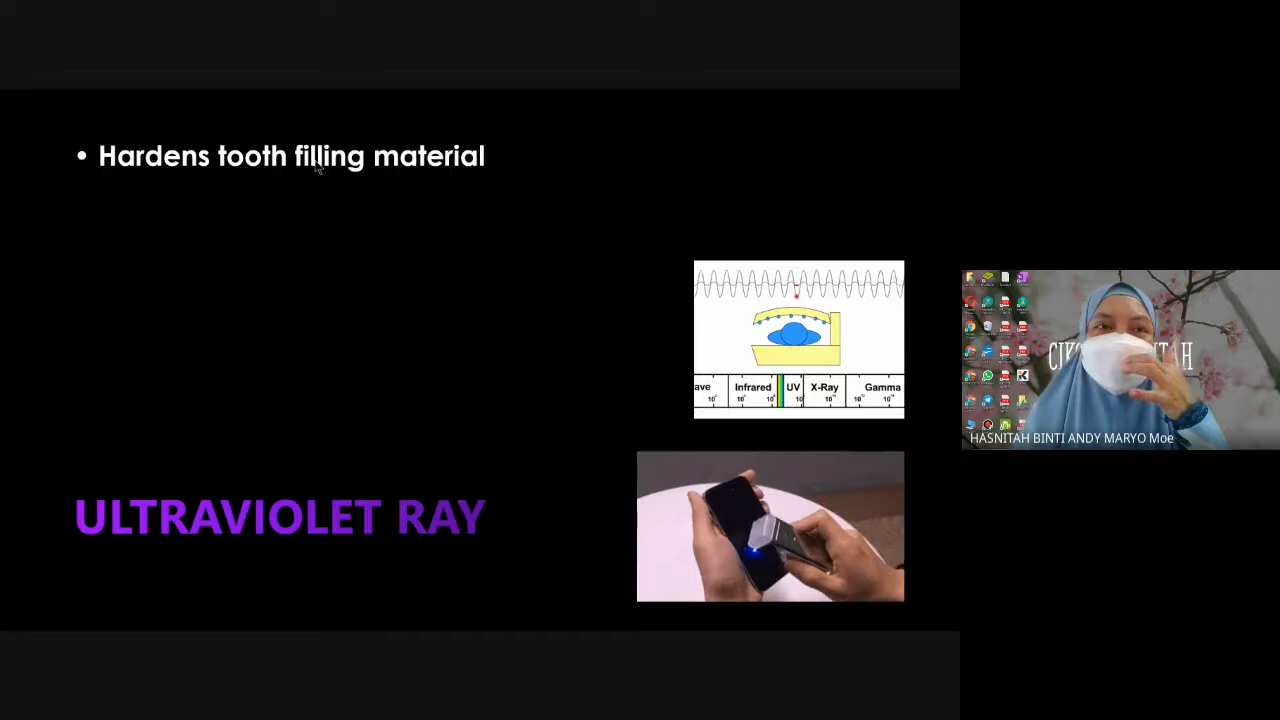 • Hardens tooth filling material
ave
Infrared
UV
X-Ray
Gamma
ULTRAVIOLET RAY
HASNITAH BINTI ANDY MARYO Moe